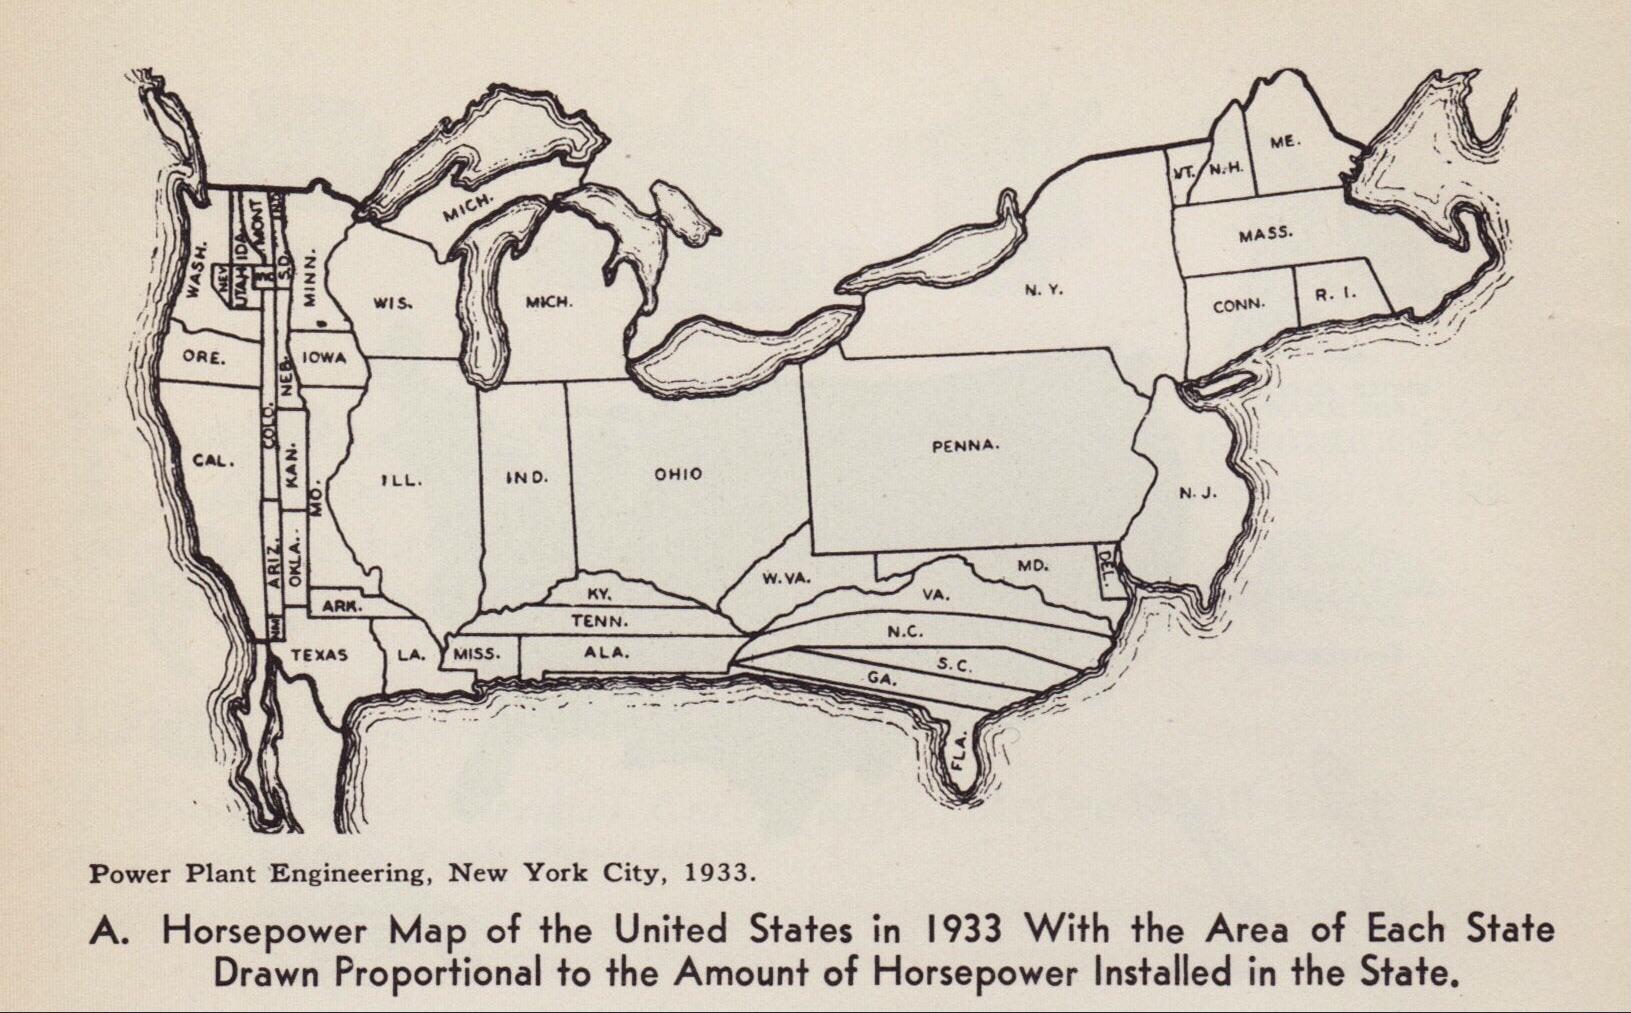 VT.
N.H.
ME.
MASS.
CONN.
R. I.
MICH.
MONT
IDA.
WASH.
NEV
UTAH
S.D.
MINN.
WIS.
MICH.
N. Y.
ORE.
IOWA
NEB.
COLO.
CAL.
KAN.
MO.
ILL.
IND.
OHIO
PENNA.
N. J.
ARIZ.
OKLA.
ARK.
KY.
W.VA.
MD.
DEL.
VA.
TENN.
N.C.
NM
TEXAS
LA.
MISS.
ALA.
S.C.
GA.
FLA.
Power Plant Engineering, New York City, 1933.
A. Horsepower Map of the United States in 1933 With the Area of Each State
Drawn Proportional to the Amount of Horsepower Installed in the State.